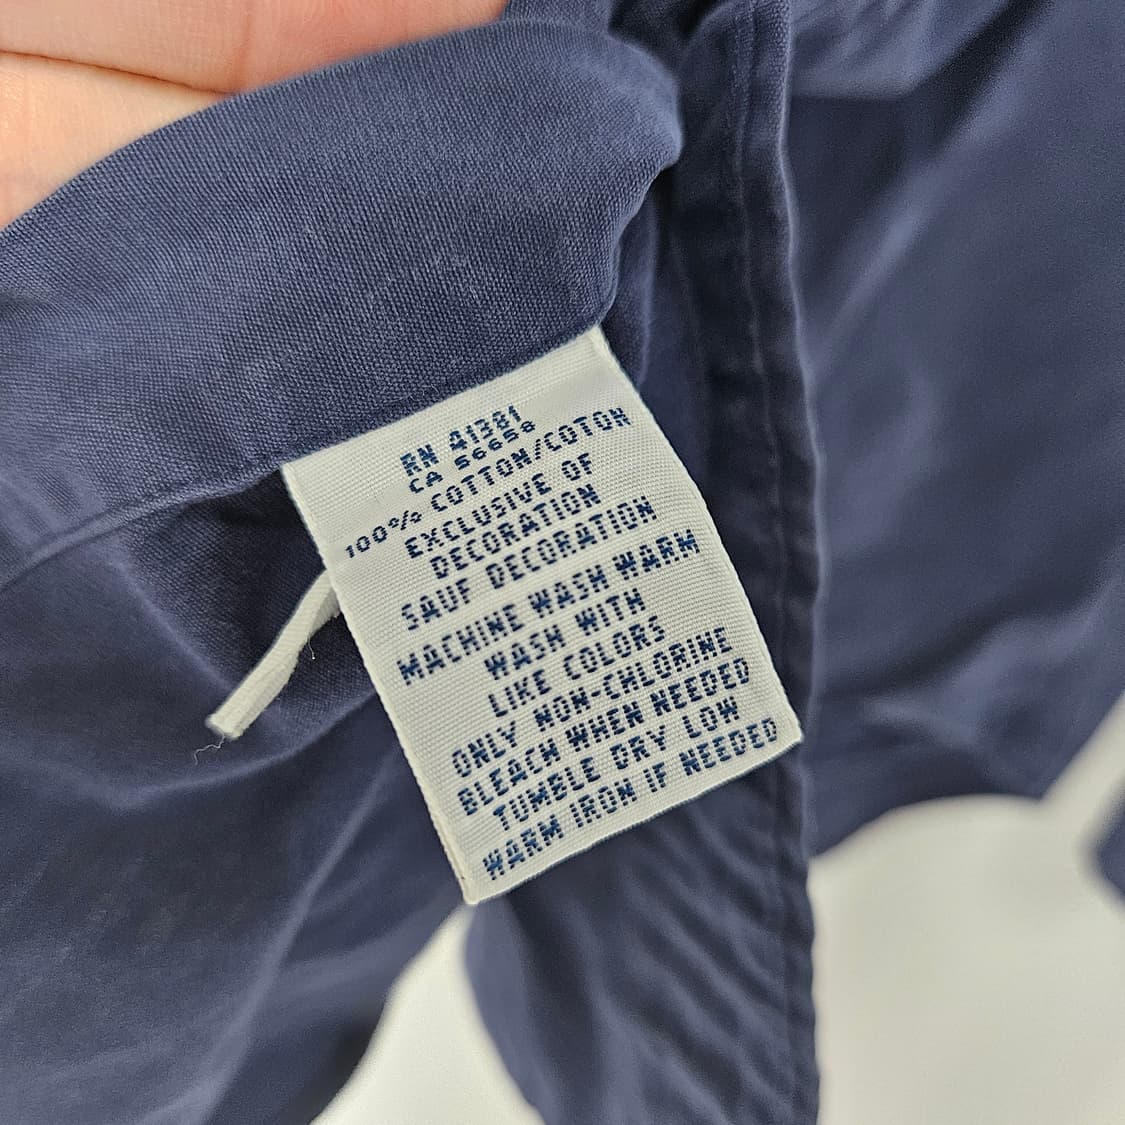 RN 41381
CA 56656
100% COTTON/COTON
EXCLUSIVE OF
DECORATION
SAUF DECORATION
MACHINE WASH WARM
WASH WITH
LIKE COLORS
ONLY NON-CHLORINE
BLEACH WHEN NEEDED
TUMBLE DRY LOW
WARM IRON IF NEEDED